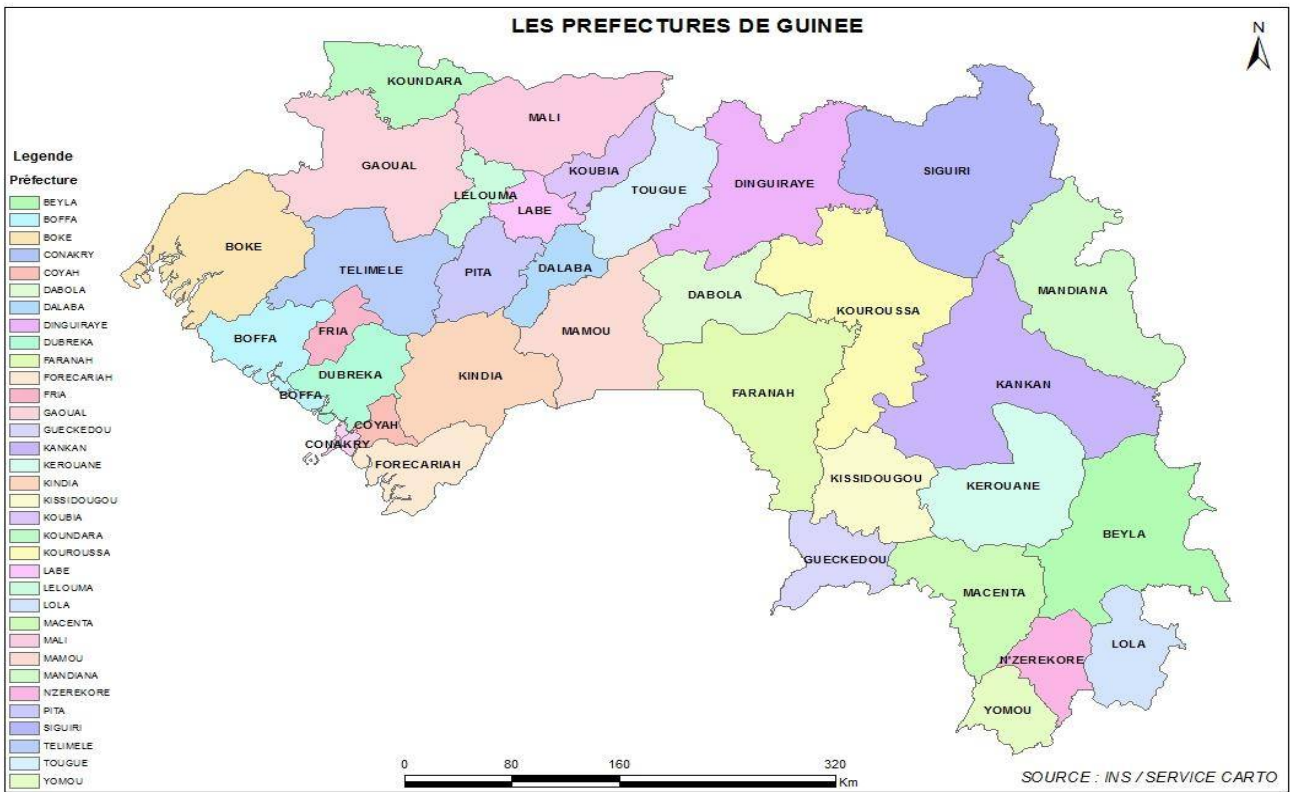 LES PREFECTURES DE GUINEE
N
KOUNDARA
MALI
GAOUAL
KOUBIA
LELOUMA
LABE
TOUGUE
DINGUIRAYE
SIGUIRI
BOKE
TELIMELE
PITA
DALABA
DABOLA
MANDIANA
KOUROUSSA
MAMOU
FRIA
BOFFA
DUBREKA
KINDIA
FARANAH
KANKAN
BOFFA
COYAH
CONAKRY
FORECARIAH
KISSIDOUGOU
KEROUANE
BEYLA
GUECKEDOU
MACENTA
LOLA
N'ZEREKORE
YOMOU
Legende
Préfecture
BEYLA
BOFFA
BOKE
CONAKRY
COYAH
DABOLA
DALABA
DINGUIRAYE
DUBREKA
FARANAH
FORECARIAH
FRIA
GAOUAL
GUECKEDOU
KANKAN
KEROUANE
KINDIA
KISSIDOUGOU
KOUBIA
KOUNDARA
KOUROUSSA
LABE
LELOUMA
LOLA
MACENTA
MALI
MAMOU
MANDIANA
N'ZEREKORE
PITA
SIGUIRI
TELIMELE
TOUGUE
YOMOU
0 80 160 320
Km
SOURCE : INS / SERVICE CARTO